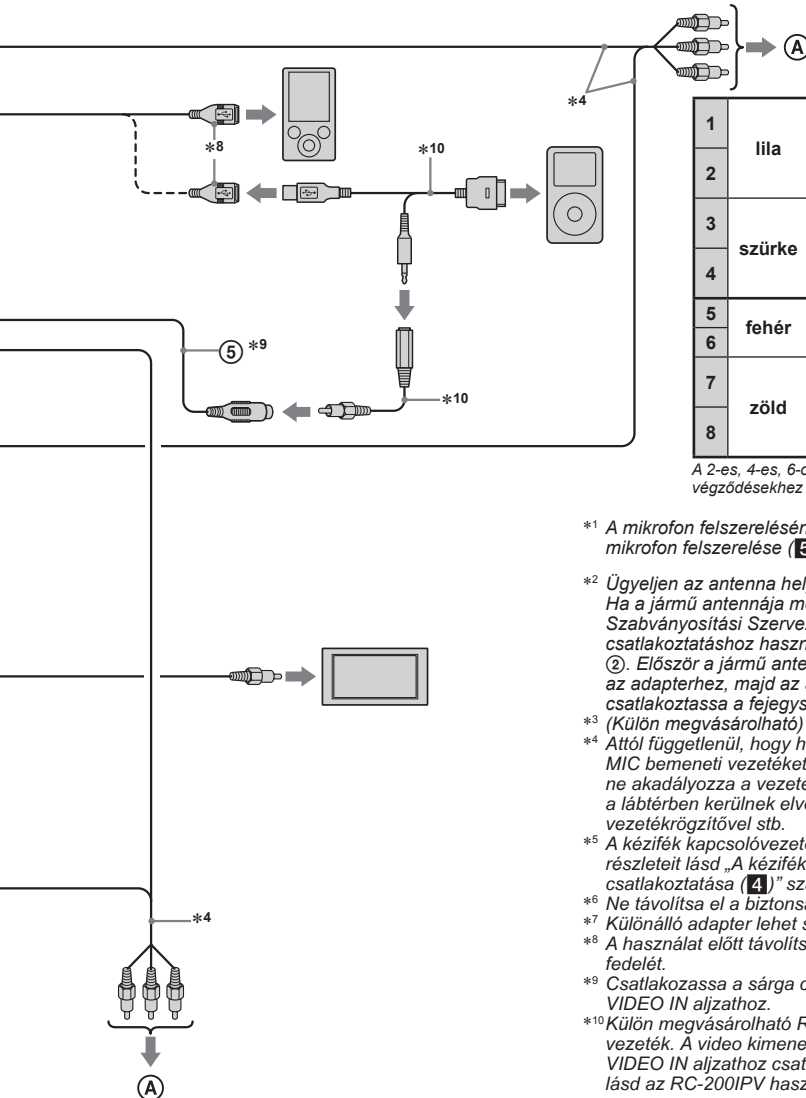 Ⓐ
*4
*8
*10
⑤ *9
*10
*4
Ⓐ
1
2
lila
3
4
szürke
5
6
fehér
7
8
zöld
A 2-es, 4-es, 6-o
végződésekhez
*1 A mikrofon felszerelésén
mikrofon felszerelése (5
*2 Ügyeljen az antenna hel
Ha a jármű antennája m
Szabványosítási Szerve
csatlakoztatáshoz haszn
②. Először a jármű ante
az adapterhez, majd az
csatlakoztassa a fejegys
*3 (Külön megvásárolható)
*4 Attól függetlenül, hogy h
MIC bemeneti vezetéket
ne akadályozza a vezeté
a lábtérben kerülnek elv
vezetékrögzítővel stb.
*5 A kézifék kapcsolóvezet
részleteit lásd „A kézifék
csatlakoztatása (4)” szá
*6 Ne távolítsa el a biztonsá
*7 Különálló adapter lehet s
*8 A használat előtt távolíts
fedelét.
*9 Csatlakozassa a sárga c
VIDEO IN aljzathoz.
*10 Külön megvásárolható R
vezeték. A video kimene
VIDEO IN aljzathoz csat
lásd az RC-200IPV hasz